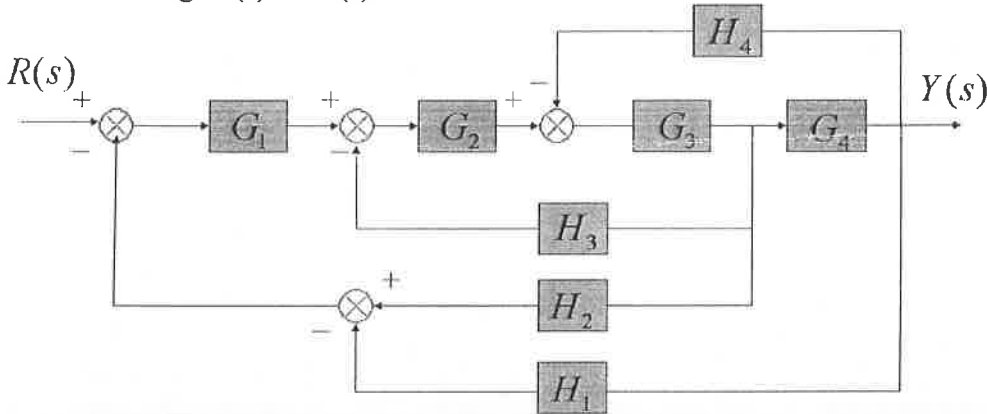 (s) (s)
H₄
R(s) Y(s)
+ + + −
G₁ G₂ G₃ G₄
− −
H₃
+
H₂
−
H₁